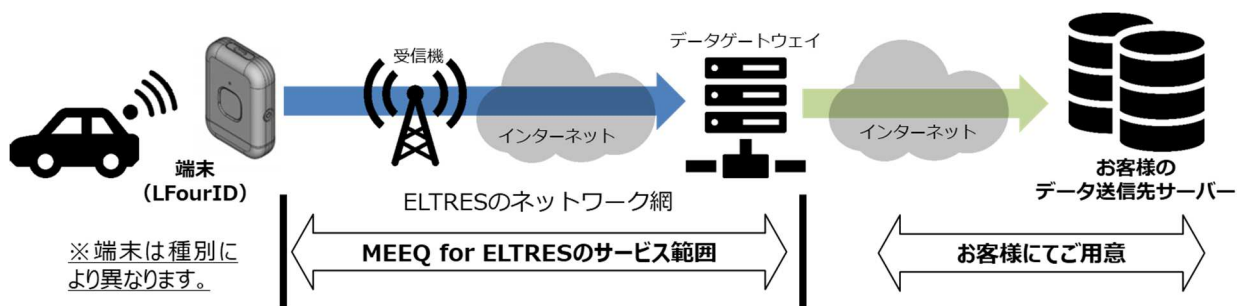 受信機
データゲートウェイ
インターネット
インターネット
端末
（LFourID）
お客様の
データ送信先サーバー
ELTRESのネットワーク網
※端末は種別に
より異なります。
MEEQ for ELTRESのサービス範囲
お客様にてご用意